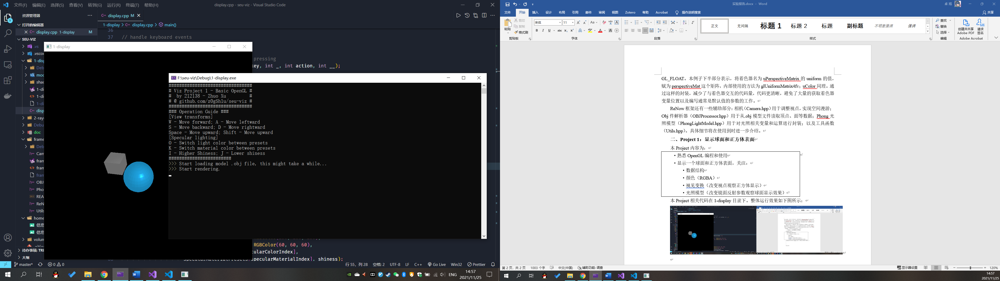 文件(F) 编辑(E) 选择(S) 查看(V) 转到(G) 运行(R) 终端(T) 帮助(H)
display.cpp - seu-viz - Visual Studio Code
资源管理器
打开的编辑器
display.cpp 1-display M
SEU-VIZ
.vs
.vscod
1-disp
Deb
mod
shad
1-di
1-di
1-di
disp
2-rayc
Debu
doc
frame
Deb
Cam
fram
fram
fram
OBJ
Pho
REA
ReN
Utils
home
信息
信息
volum
待办事项: TRE
大纲
display.cpp M
1-display > display.cpp > main()
36
37 // handle keyboard events
pressing
key, int _, int action, int __);
RGBColor(60, 60, 60),
cularColorIndex],
specularMaterialPresets[specularMaterialIndex], shiness);
1-display
F:\seu-viz\Debug\1-display.exe
################################
# Viz Project 1 - Basic OpenGL #
# by 212138 - Zhuo Xu #
# @ github.com/z0gSh1u/seu-viz #
################################
### Operation Guide ###
[View transforms]
W - Move forward; A - Move leftward
S - Move backward; D - Move rightward
Space - Move upward; Shift - Move upward
[Specular lighting]
O - Switch light color between presets
K - Switch material color between presets
I - Higher Shiness; J - Lower shiness
########################
>>> Start loading model .obj file, this might take a while...
>>> Start rendering.
master* 0 0
行 55，列 28 空格: 2 UTF-8 LF C++ Go Live Win32 Prettier
ENG
14:57
2021/11/25
实验报告.docx - Word
卓 旭
文件 开始 插入 设计 布局 引用 邮件 审阅 视图 Zotero 帮助 Acrobat 操作说明搜索
共享
粘贴
剪切
复制
格式刷
剪贴板
宋体 11
字体
段落
正文 无间隔 标题 1 标题 2 标题 副标题 不明显强调 强调
样式
查找
替换
选择
编辑
创建并共享 Adobe PDF
请求签名
Adobe Acrobat
GL_FLOAT。本例子下半部分表示，将着色器名为 uPerspectiveMatrix 的 uniform 的值，
赋为 perspectiveMat 这个矩阵，内部使用的方法为 glUniformMatrix4fv；uColor 同理。通
过这样的封装，减少了与着色器交互的代码量，代码更清晰，避免了大量的获取着色器
变量位置以及编写通常是默认值的参数的工作。
ReNow 框架还有一些辅助部分：相机（Camera.hpp）用于调整视点，实现空间漫游；
Obj 件解析器（OBJProcessor.hpp）用于从.obj 模型文件读取顶点、面等数据；Phong 光
照模型（PhongLightModel.hpp）用于对光照相关变量和运算进行封装；以及工具函数
（Utils.hpp）。具体细节将在使用到时进一步介绍。
二、Project 1：显示球面和正方体表面
本 Project 内容为：
• 熟悉 OpenGL 编程和使用
• 显示一个球面和正方体表面，关注：
• 数据结构
• 颜色（RGBA）
• 视见变换（改变视点观察正方体显示）
• 光照模型（改变镜面反射参数观察球面显示效果）
本 Project 相关代码在 1-display 目录下。整体运行效果如下图所示：
第 2 页，共 2 页 1003 个字 中文(中国) 辅助功能: 调查
显示器设置
120%
14:57
2021/11/25